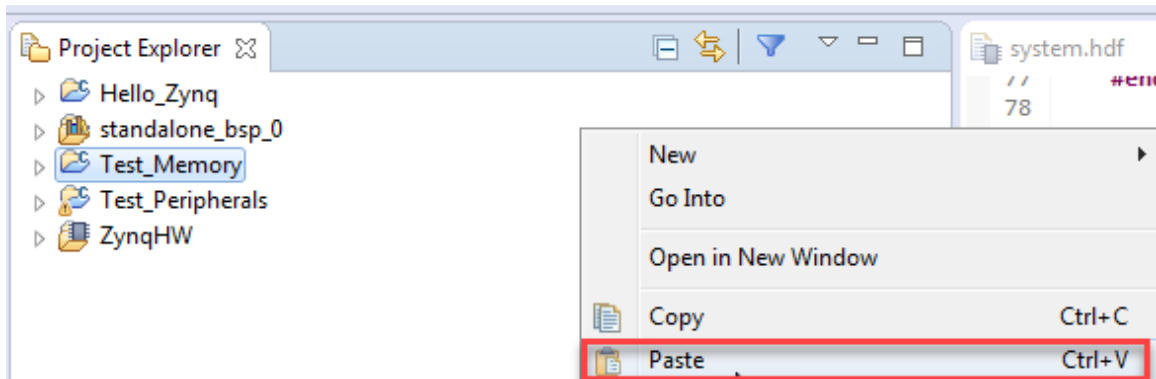 Project Explorer
system.hdf
77 #enc
78
Hello_Zynq
standalone_bsp_0
Test_Memory
Test_Peripherals
ZynqHW
New
Go Into
Open in New Window
Copy Ctrl+C
Paste Ctrl+V